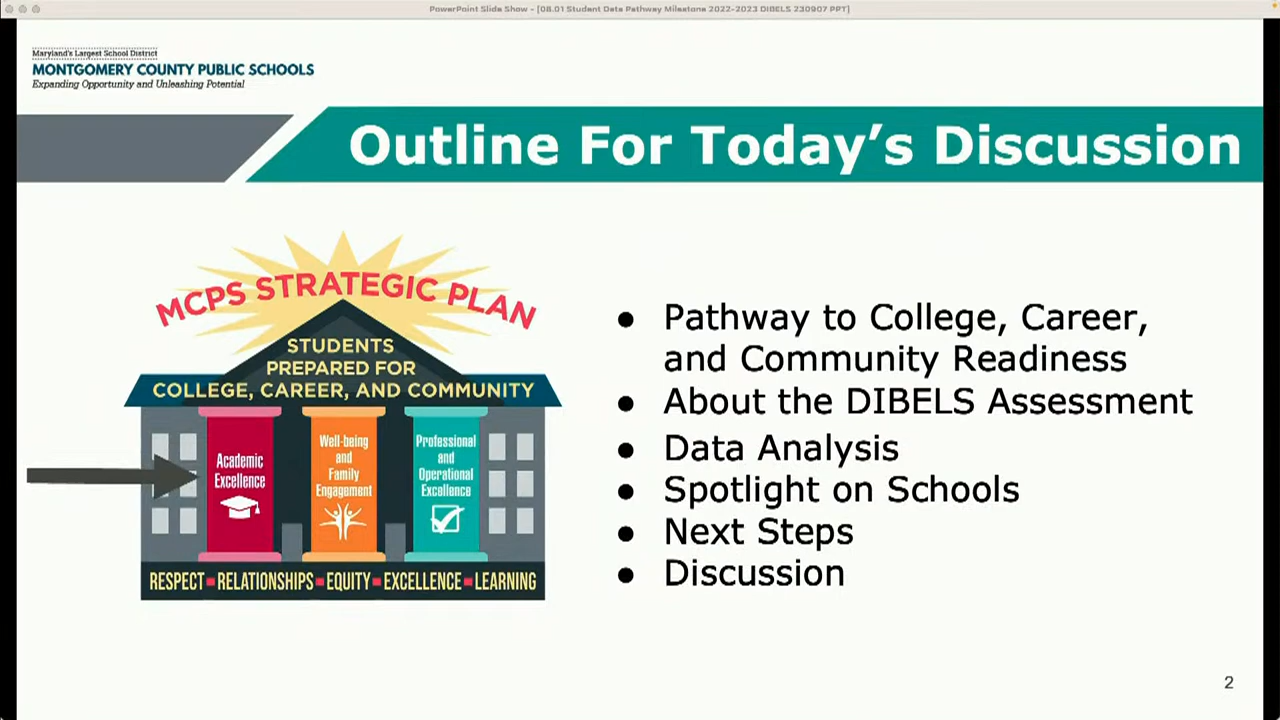 PowerPoint Slide Show - [08.01 Student Data Pathway Milestone 2022-2023 DIBELS 230907 PPT]
Maryland's Largest School District
MONTGOMERY COUNTY PUBLIC SCHOOLS
Expanding Opportunity and Unleashing Potential
Outline For Today's Discussion
MCPS STRATEGIC PLAN
STUDENTS
PREPARED FOR
COLLEGE, CAREER, AND COMMUNITY
Academic
Excellence
Well-being
and
Family
Engagement
Professional
and
Operational
Excellence
RESPECT RELATIONSHIPS EQUITY EXCELLENCE LEARNING
● Pathway to College, Career,
and Community Readiness
● About the DIBELS Assessment
● Data Analysis
● Spotlight on Schools
● Next Steps
● Discussion
2